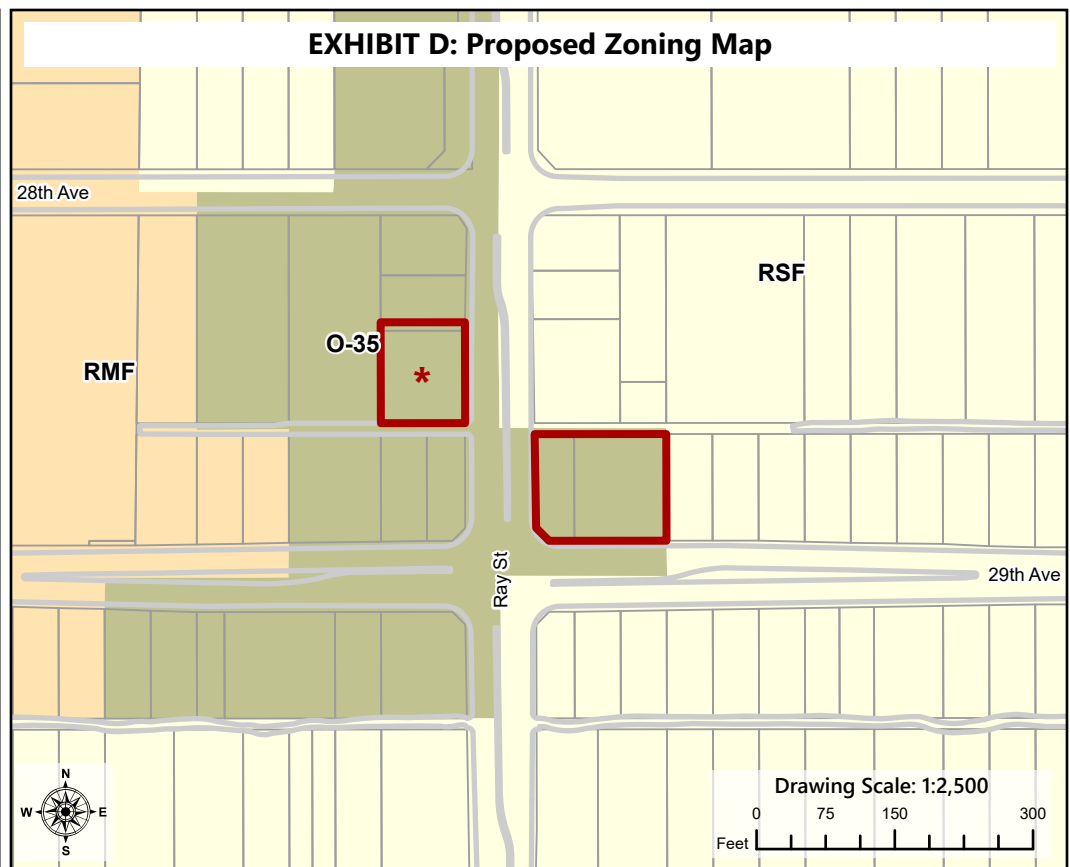 EXHIBIT D: Proposed Zoning Map
28th Ave
RSF
O-35
RMF
*
Ray St
29th Ave
N
W E
S
Drawing Scale: 1:2,500
0 75 150 300
Feet